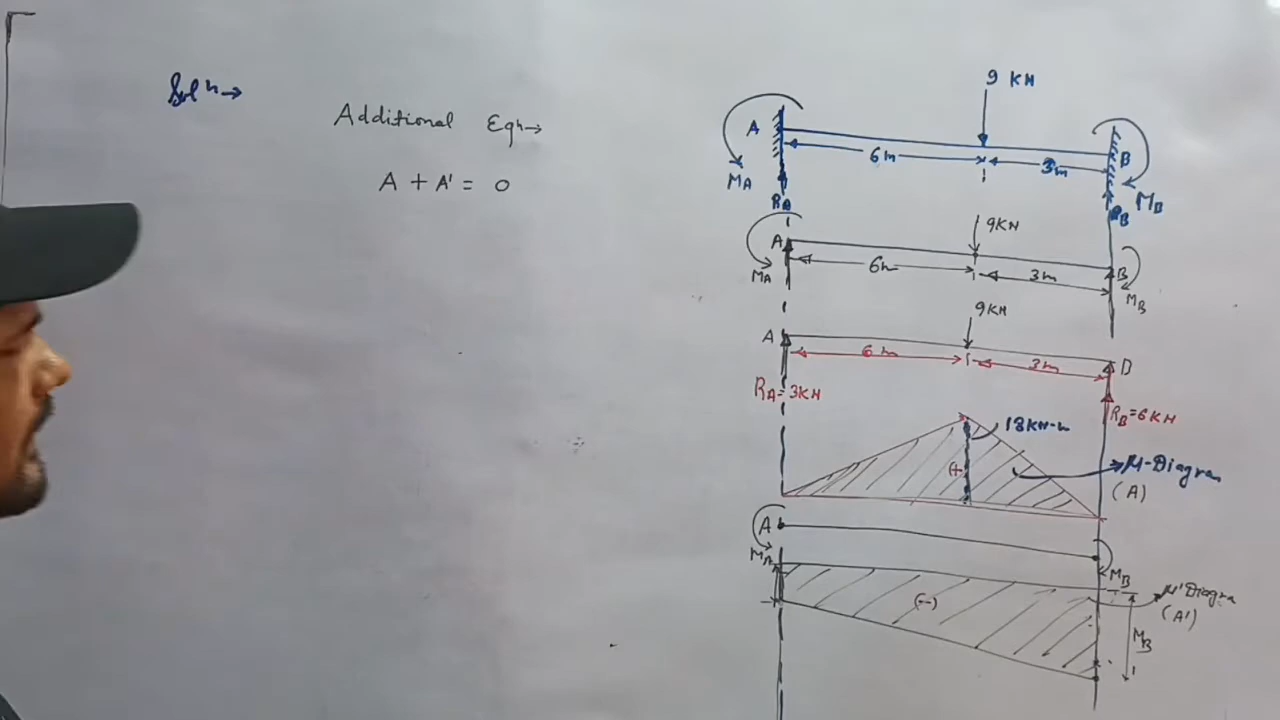 Solⁿ→
Additional Eqⁿ→
A + A' = 0
9 KN
A
6m
3m
B
MA
MB
RA
RB
9KN
A
6m
3m
B
MA
MB
9KN
A
6m
3m
B
RA=3KN
RB=6KN
18KN-m
(+)
M-Diagram
(A)
A
MA
MB
(-)
M'Diagram
(A')
MB